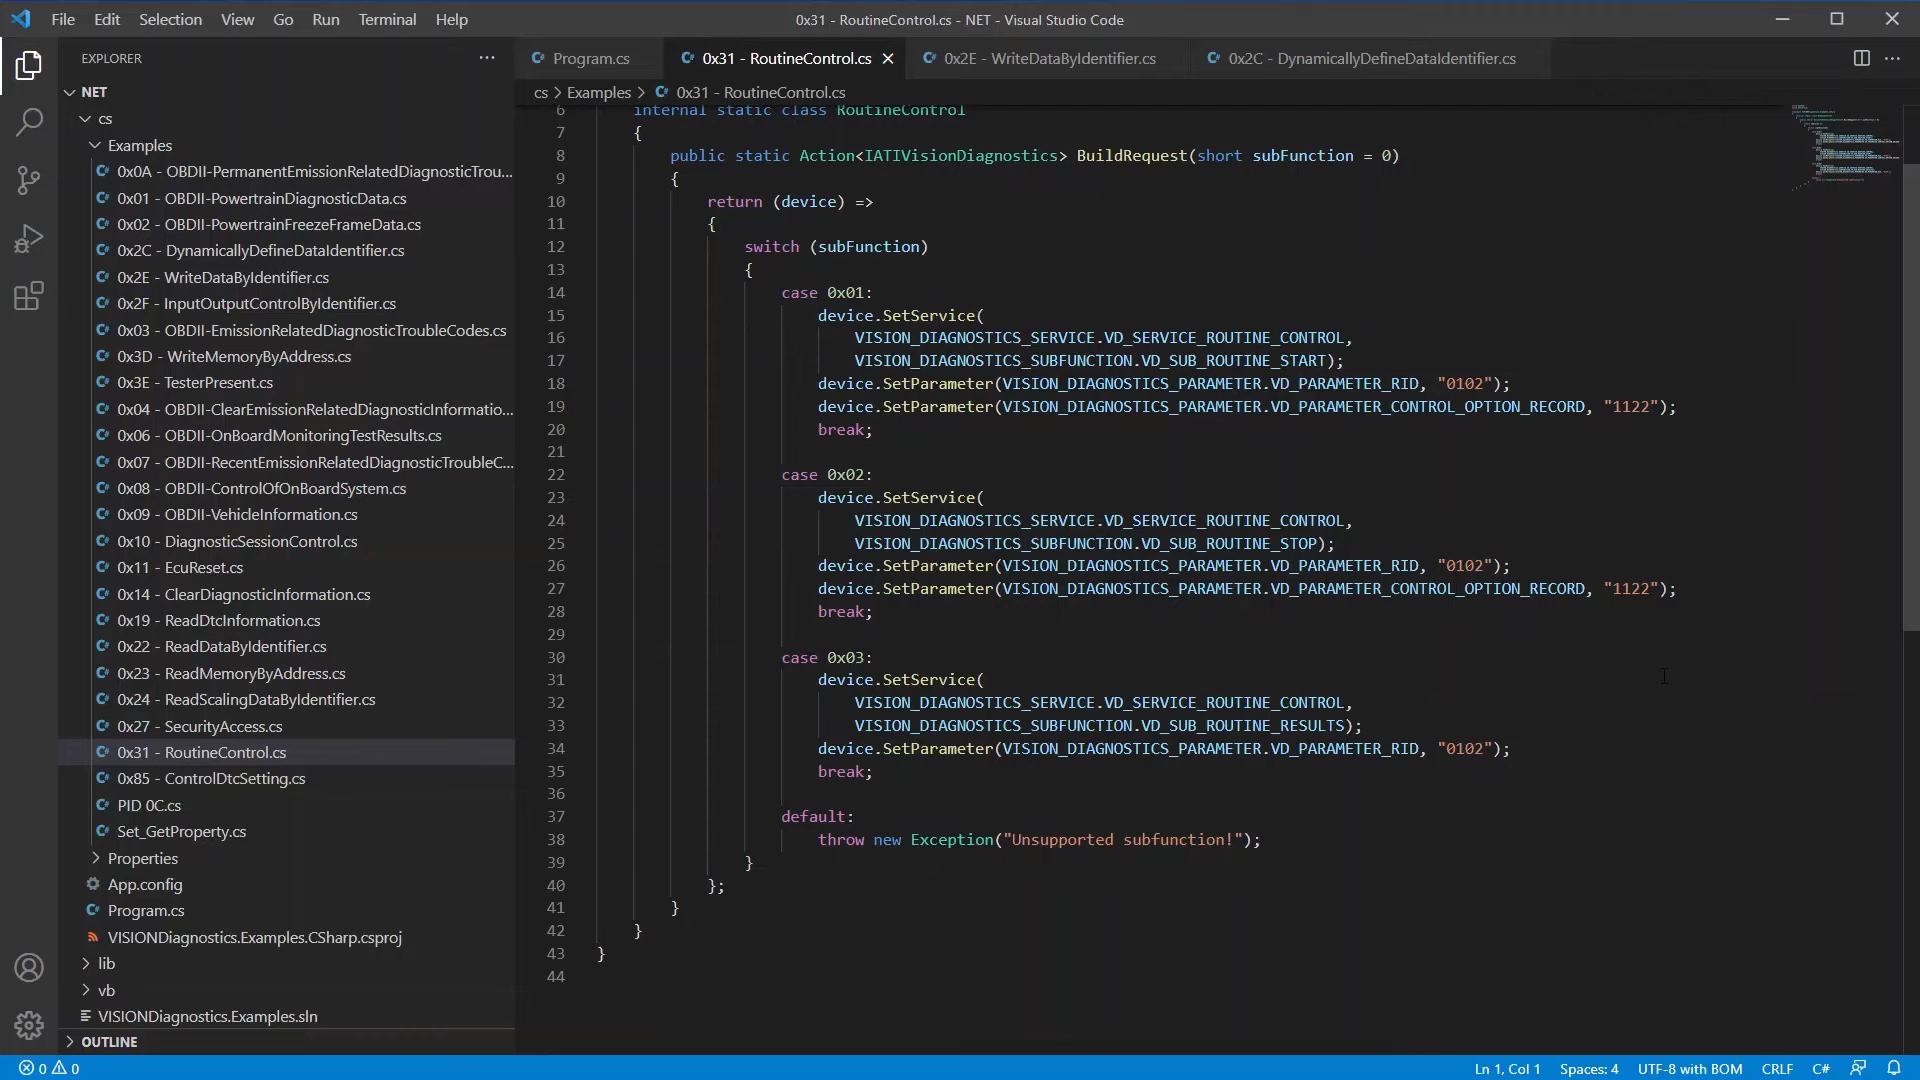 File Edit Selection View Go Run Terminal Help
0x31 - RoutineControl.cs - NET - Visual Studio Code
EXPLORER
NET
cs
Examples
0x0A - OBDII-PermanentEmissionRelatedDiagnosticTrou...
0x01 - OBDII-PowertrainDiagnosticData.cs
0x02 - OBDII-PowertrainFreezeFrameData.cs
0x2C - DynamicallyDefineDataIdentifier.cs
0x2E - WriteDataByIdentifier.cs
0x2F - InputOutputControlByIdentifier.cs
0x03 - OBDII-EmissionRelatedDiagnosticTroubleCodes.cs
0x3D - WriteMemoryByAddress.cs
0x3E - TesterPresent.cs
0x04 - OBDII-ClearEmissionRelatedDiagnosticInformatio...
0x06 - OBDII-OnBoardMonitoringTestResults.cs
0x07 - OBDII-RecentEmissionRelatedDiagnosticTroubleC...
0x08 - OBDII-ControlOfOnBoardSystem.cs
0x09 - OBDII-VehicleInformation.cs
0x10 - DiagnosticSessionControl.cs
0x11 - EcuReset.cs
0x14 - ClearDiagnosticInformation.cs
0x19 - ReadDtcInformation.cs
0x22 - ReadDataByIdentifier.cs
0x23 - ReadMemoryByAddress.cs
0x24 - ReadScalingDataByIdentifier.cs
0x27 - SecurityAccess.cs
0x31 - RoutineControl.cs
0x85 - ControlDtcSetting.cs
PID 0C.cs
Set_GetProperty.cs
Properties
App.config
Program.cs
VISIONDiagnostics.Examples.CSharp.csproj
lib
vb
VISIONDiagnostics.Examples.sln
OUTLINE
Program.cs 0x31 - RoutineControl.cs 0x2E - WriteDataByIdentifier.cs 0x2C - DynamicallyDefineDataIdentifier.cs
cs > Examples > 0x31 - RoutineControl.cs
6 internal static class RoutineControl
7 {
8 public static Action<IATIVisionDiagnostics> BuildRequest(short subFunction = 0)
9 {
10 return (device) =>
11 {
12 switch (subFunction)
13 {
14 case 0x01:
15 device.SetService(
16 VISION_DIAGNOSTICS_SERVICE.VD_SERVICE_ROUTINE_CONTROL,
17 VISION_DIAGNOSTICS_SUBFUNCTION.VD_SUB_ROUTINE_START);
18 device.SetParameter(VISION_DIAGNOSTICS_PARAMETER.VD_PARAMETER_RID, "0102");
19 device.SetParameter(VISION_DIAGNOSTICS_PARAMETER.VD_PARAMETER_CONTROL_OPTION_RECORD, "1122");
20 break;
21
22 case 0x02:
23 device.SetService(
24 VISION_DIAGNOSTICS_SERVICE.VD_SERVICE_ROUTINE_CONTROL,
25 VISION_DIAGNOSTICS_SUBFUNCTION.VD_SUB_ROUTINE_STOP);
26 device.SetParameter(VISION_DIAGNOSTICS_PARAMETER.VD_PARAMETER_RID, "0102");
27 device.SetParameter(VISION_DIAGNOSTICS_PARAMETER.VD_PARAMETER_CONTROL_OPTION_RECORD, "1122");
28 break;
29
30 case 0x03:
31 device.SetService(
32 VISION_DIAGNOSTICS_SERVICE.VD_SERVICE_ROUTINE_CONTROL,
33 VISION_DIAGNOSTICS_SUBFUNCTION.VD_SUB_ROUTINE_RESULTS);
34 device.SetParameter(VISION_DIAGNOSTICS_PARAMETER.VD_PARAMETER_RID, "0102");
35 break;
36
37 default:
38 throw new Exception("Unsupported subfunction!");
39 }
40 };
41 }
42 }
43 }
44
0 0
Ln 1, Col 1 Spaces: 4 UTF-8 with BOM CRLF C#